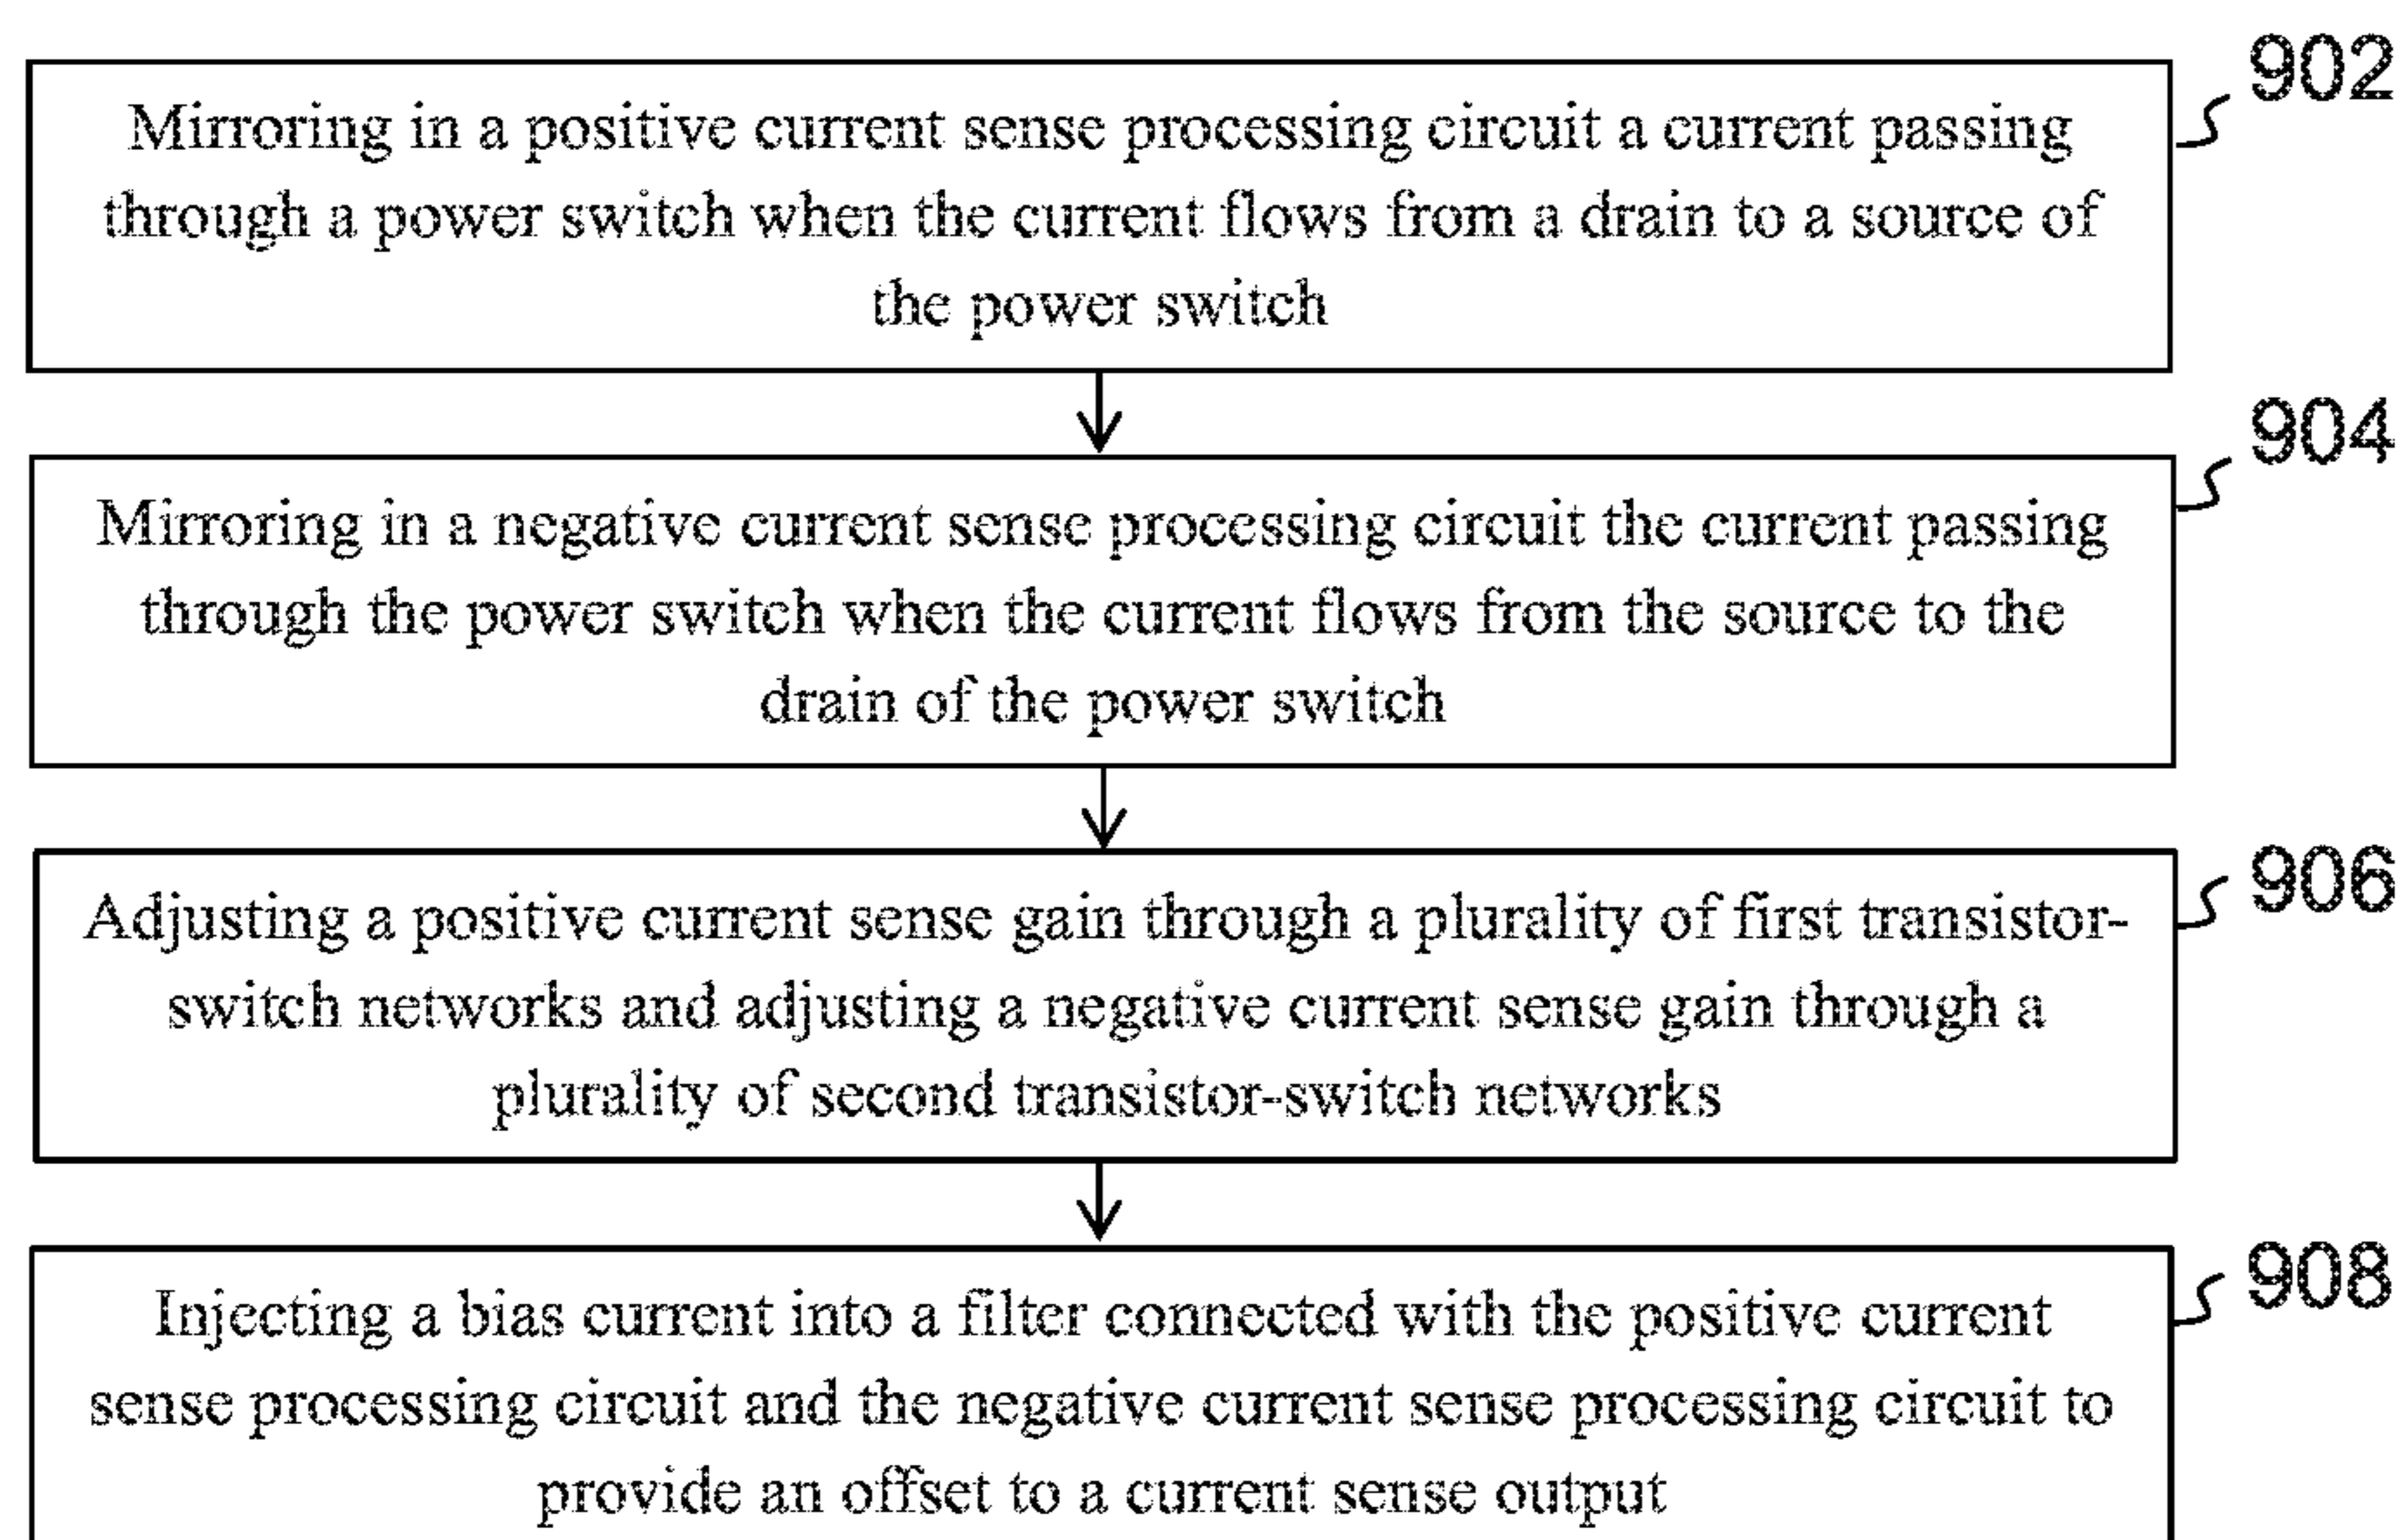 902
Mirroring in a positive current sense processing circuit a current passing
through a power switch when the current flows from a drain to a source of
the power switch
904
Mirroring in a negative current sense processing circuit the current passing
through the power switch when the current flows from the source to the
drain of the power switch
906
Adjusting a positive current sense gain through a plurality of first transistor-
switch networks and adjusting a negative current sense gain through a
plurality of second transistor-switch networks
908
Injecting a bias current into a filter connected with the positive current
sense processing circuit and the negative current sense processing circuit to
provide an offset to a current sense output